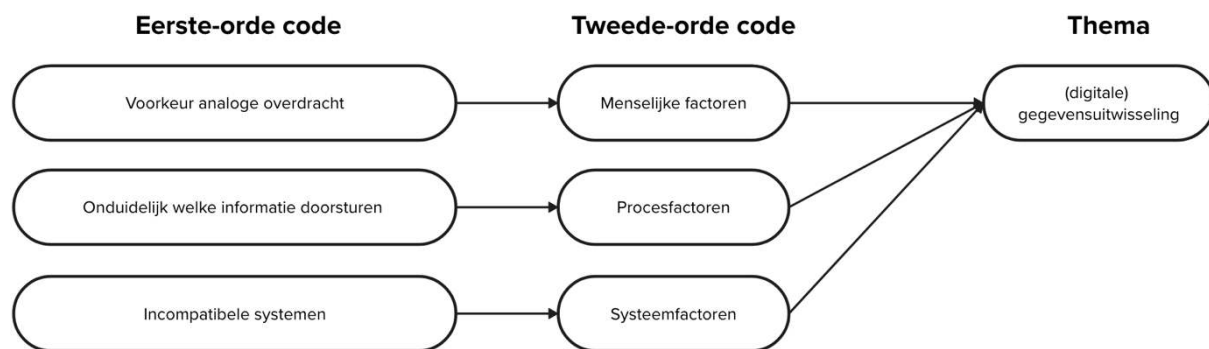 Eerste-orde code
Tweede-orde code
Thema
Voorkeur analoge overdracht
Menselijke factoren
(digitale)
gegevensuitwisseling
Onduidelijk welke informatie doorsturen
Procesfactoren
Incompatibele systemen
Systeemfactoren